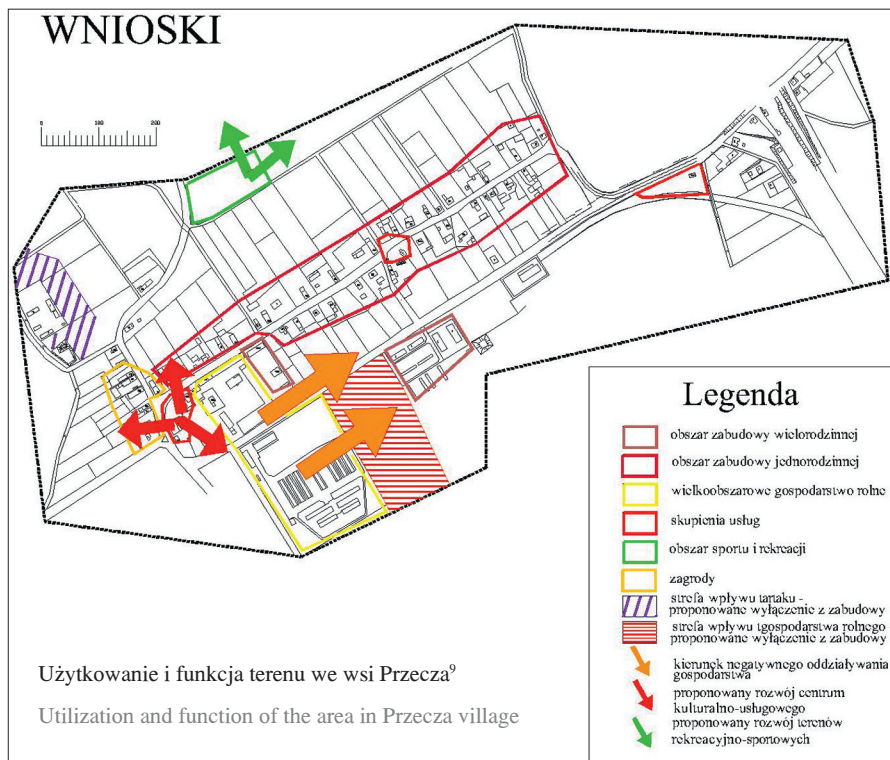 WNIOSKI
0 100 200
Legenda
obszar zabudowy wielorodzinnej
obszar zabudowy jednorodzinnej
wielkoobszarowe gospodarstwo rolne
skupienia usług
obszar sportu i rekreacji
zagrody
strefa wpływu tartaku -
proponowane wyłączenie z zabudowy
strefa wpływu tgospodarstwa rolnego
proponowane wyłączenie z zabudowy
kierunek negatywnego oddziaływania
gospodarstwa
proponowany rozwój centrum
kulturalno-usługowego
proponowany rozwój terenów
rekreacyjno-sportowych
Użytkowanie i funkcja terenu we wsi Przecza⁹
Utilization and function of the area in Przecza village